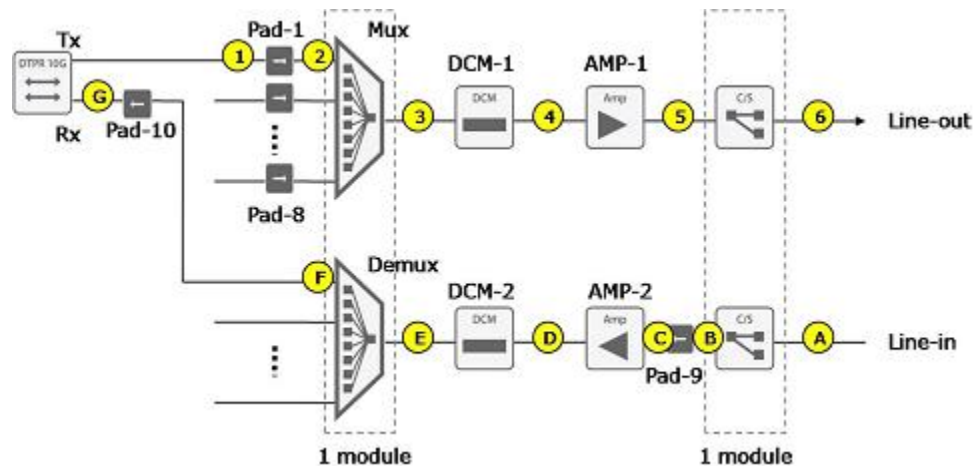 Tx
Pad-1
Mux
DTPR 10G
1
2
DCM-1
AMP-1
G
DCM
Amp
C/S
Rx
Pad-10
3
4
5
6
Line-out
Pad-8
Demux
F
DCM-2
AMP-2
DCM
Amp
C/S
E
D
C
B
A
Line-in
Pad-9
1 module
1 module